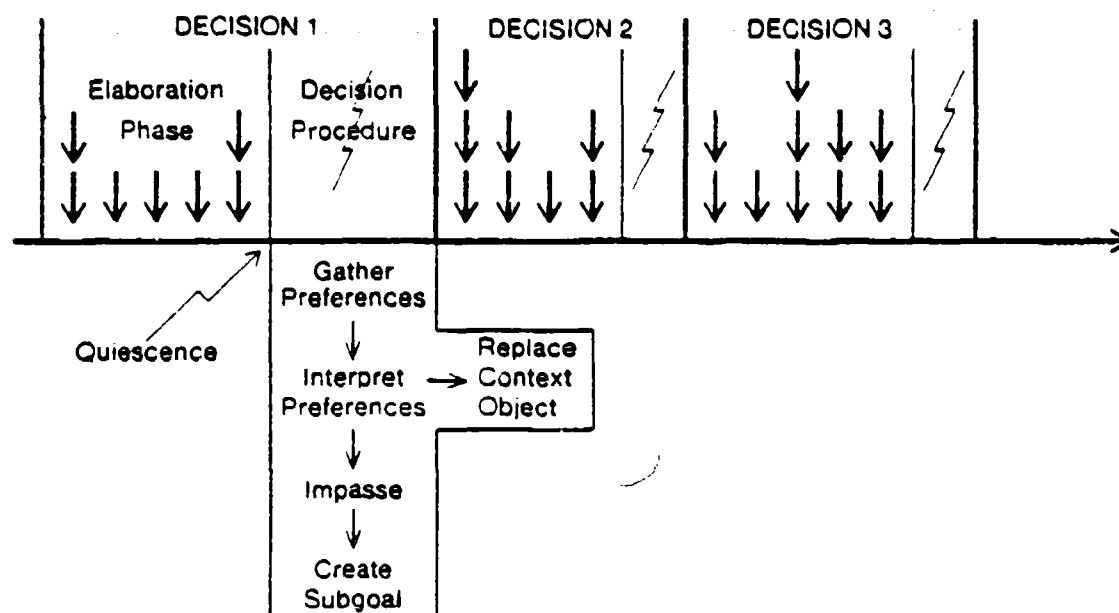 DECISION 1
DECISION 2
DECISION 3
Elaboration
Phase
Decision
Procedure
Gather
Preferences
Quiescence
Interpret
Preferences
Replace
Context
Object
Impasse
Create
Subgoal